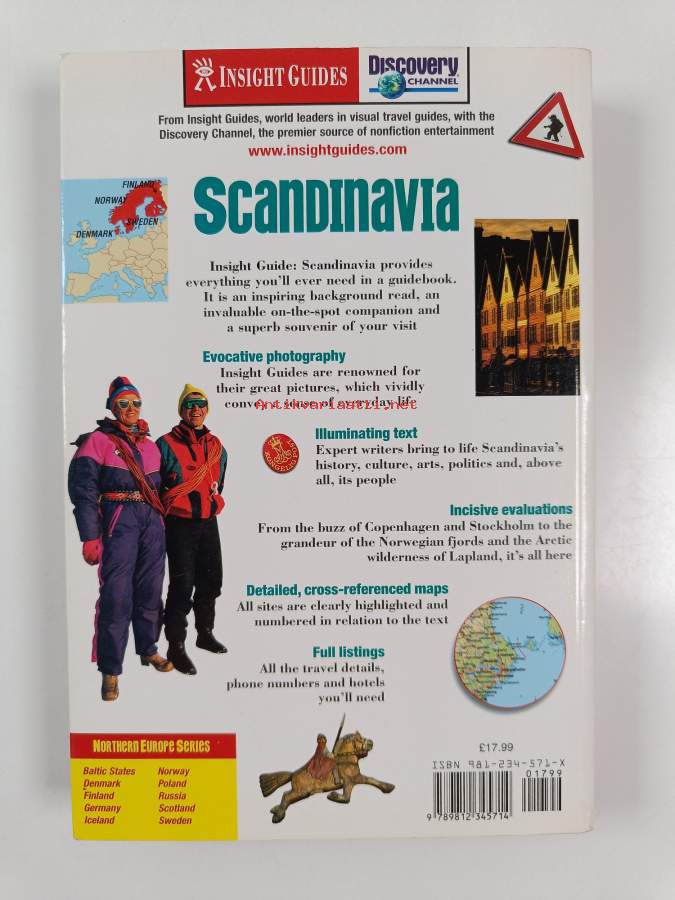 INSIGHT GUIDES
Discovery
CHANNEL
From Insight Guides, world leaders in visual travel guides, with the
Discovery Channel, the premier source of nonfiction entertainment
www.insightguides.com
SCANDINAVIA
FINLAND
NORWAY
SWEDEN
DENMARK
Insight Guide: Scandinavia provides
everything you'll ever need in a guidebook.
It is an inspiring background read, an
invaluable on-the-spot companion and
a superb souvenir of your visit
Evocative photography
Insight Guides are renowned for
their great pictures, which vividly
convey a sense of everyday life
Antikvariaatti.net
Illuminating text
Expert writers bring to life Scandinavia's
history, culture, arts, politics and, above
all, its people
Incisive evaluations
From the buzz of Copenhagen and Stockholm to the
grandeur of the Norwegian fjords and the Arctic
wilderness of Lapland, it's all here
Detailed, cross-referenced maps
All sites are clearly highlighted and
numbered in relation to the text
Full listings
All the travel details,
phone numbers and hotels
you'll need
NORTHERN EUROPE SERIES
Baltic States Norway
Denmark Poland
Finland Russia
Germany Scotland
Iceland Sweden
£17.99
ISBN 981-234-571-X
01799
9 789812 345714